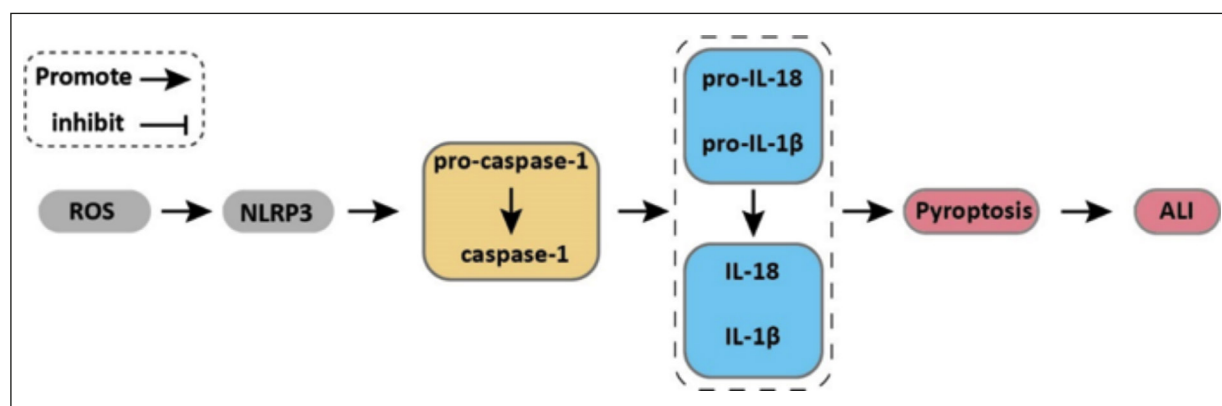 Promote
inhibit
ROS
NLRP3
pro-caspase-1
caspase-1
pro-IL-18
pro-IL-1β
IL-18
IL-1β
Pyroptosis
ALI